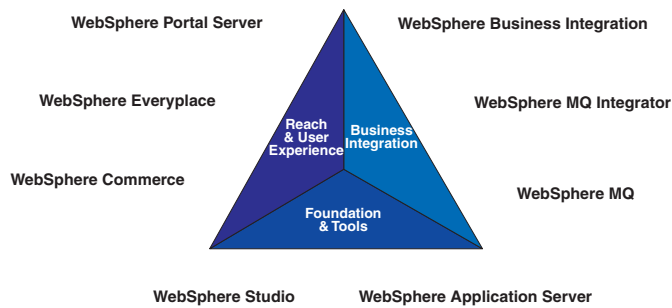 WebSphere Portal Server
WebSphere Business Integration
WebSphere Everyplace
WebSphere MQ Integrator
Reach
& User
Experience
Business
Integration
WebSphere Commerce
WebSphere MQ
Foundation
& Tools
WebSphere Studio
WebSphere Application Server